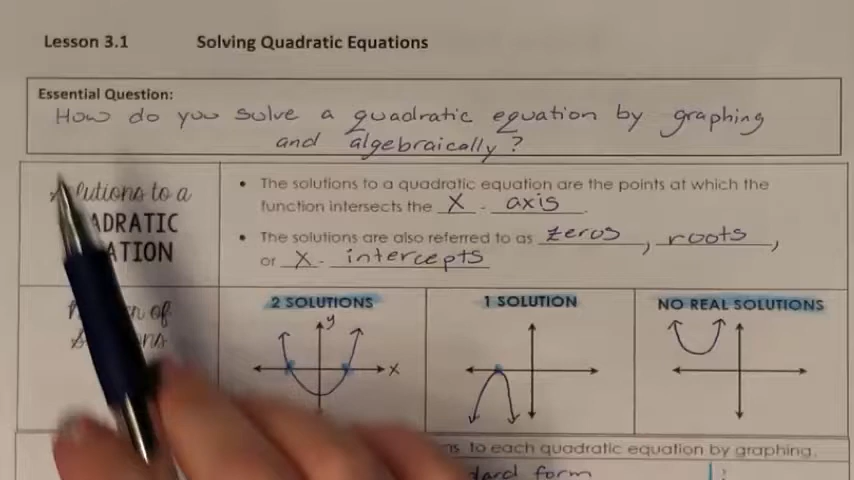 Lesson 3.1 Solving Quadratic Equations
Essential Question:
How do you solve a quadratic equation by graphing
and algebraically?
to a
• The solutions to a quadratic equation are the points at which the
function intersects the X - axis.
• The solutions are also referred to as zeros, roots,
or X - intercepts
of
2 SOLUTIONS 1 SOLUTION NO REAL SOLUTIONS
y
x
to each quadratic equation by graphing.
form